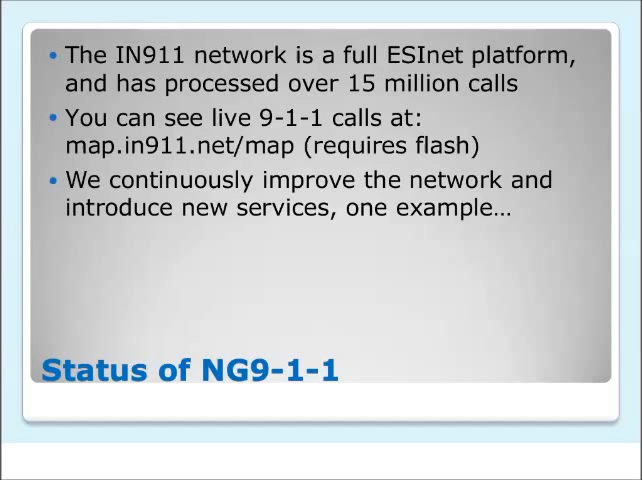 • The IN911 network is a full ESInet platform,
and has processed over 15 million calls
• You can see live 9-1-1 calls at:
map.in911.net/map (requires flash)
• We continuously improve the network and
introduce new services, one example…
Status of NG9-1-1